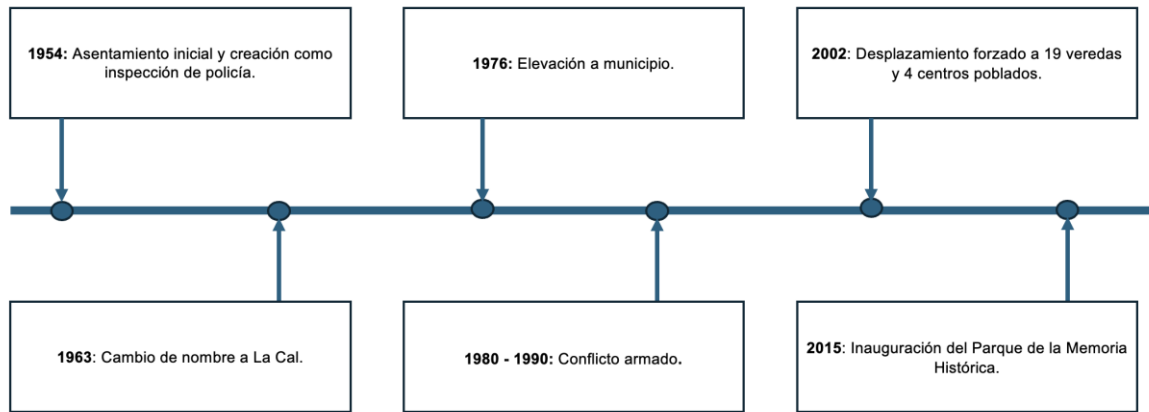 1954: Asentamiento inicial y creación como
inspección de policía.
1976: Elevación a municipio.
2002: Desplazamiento forzado a 19 veredas
y 4 centros poblados.
1963: Cambio de nombre a La Cal.
1980 - 1990: Conflicto armado.
2015: Inauguración del Parque de la Memoria
Histórica.